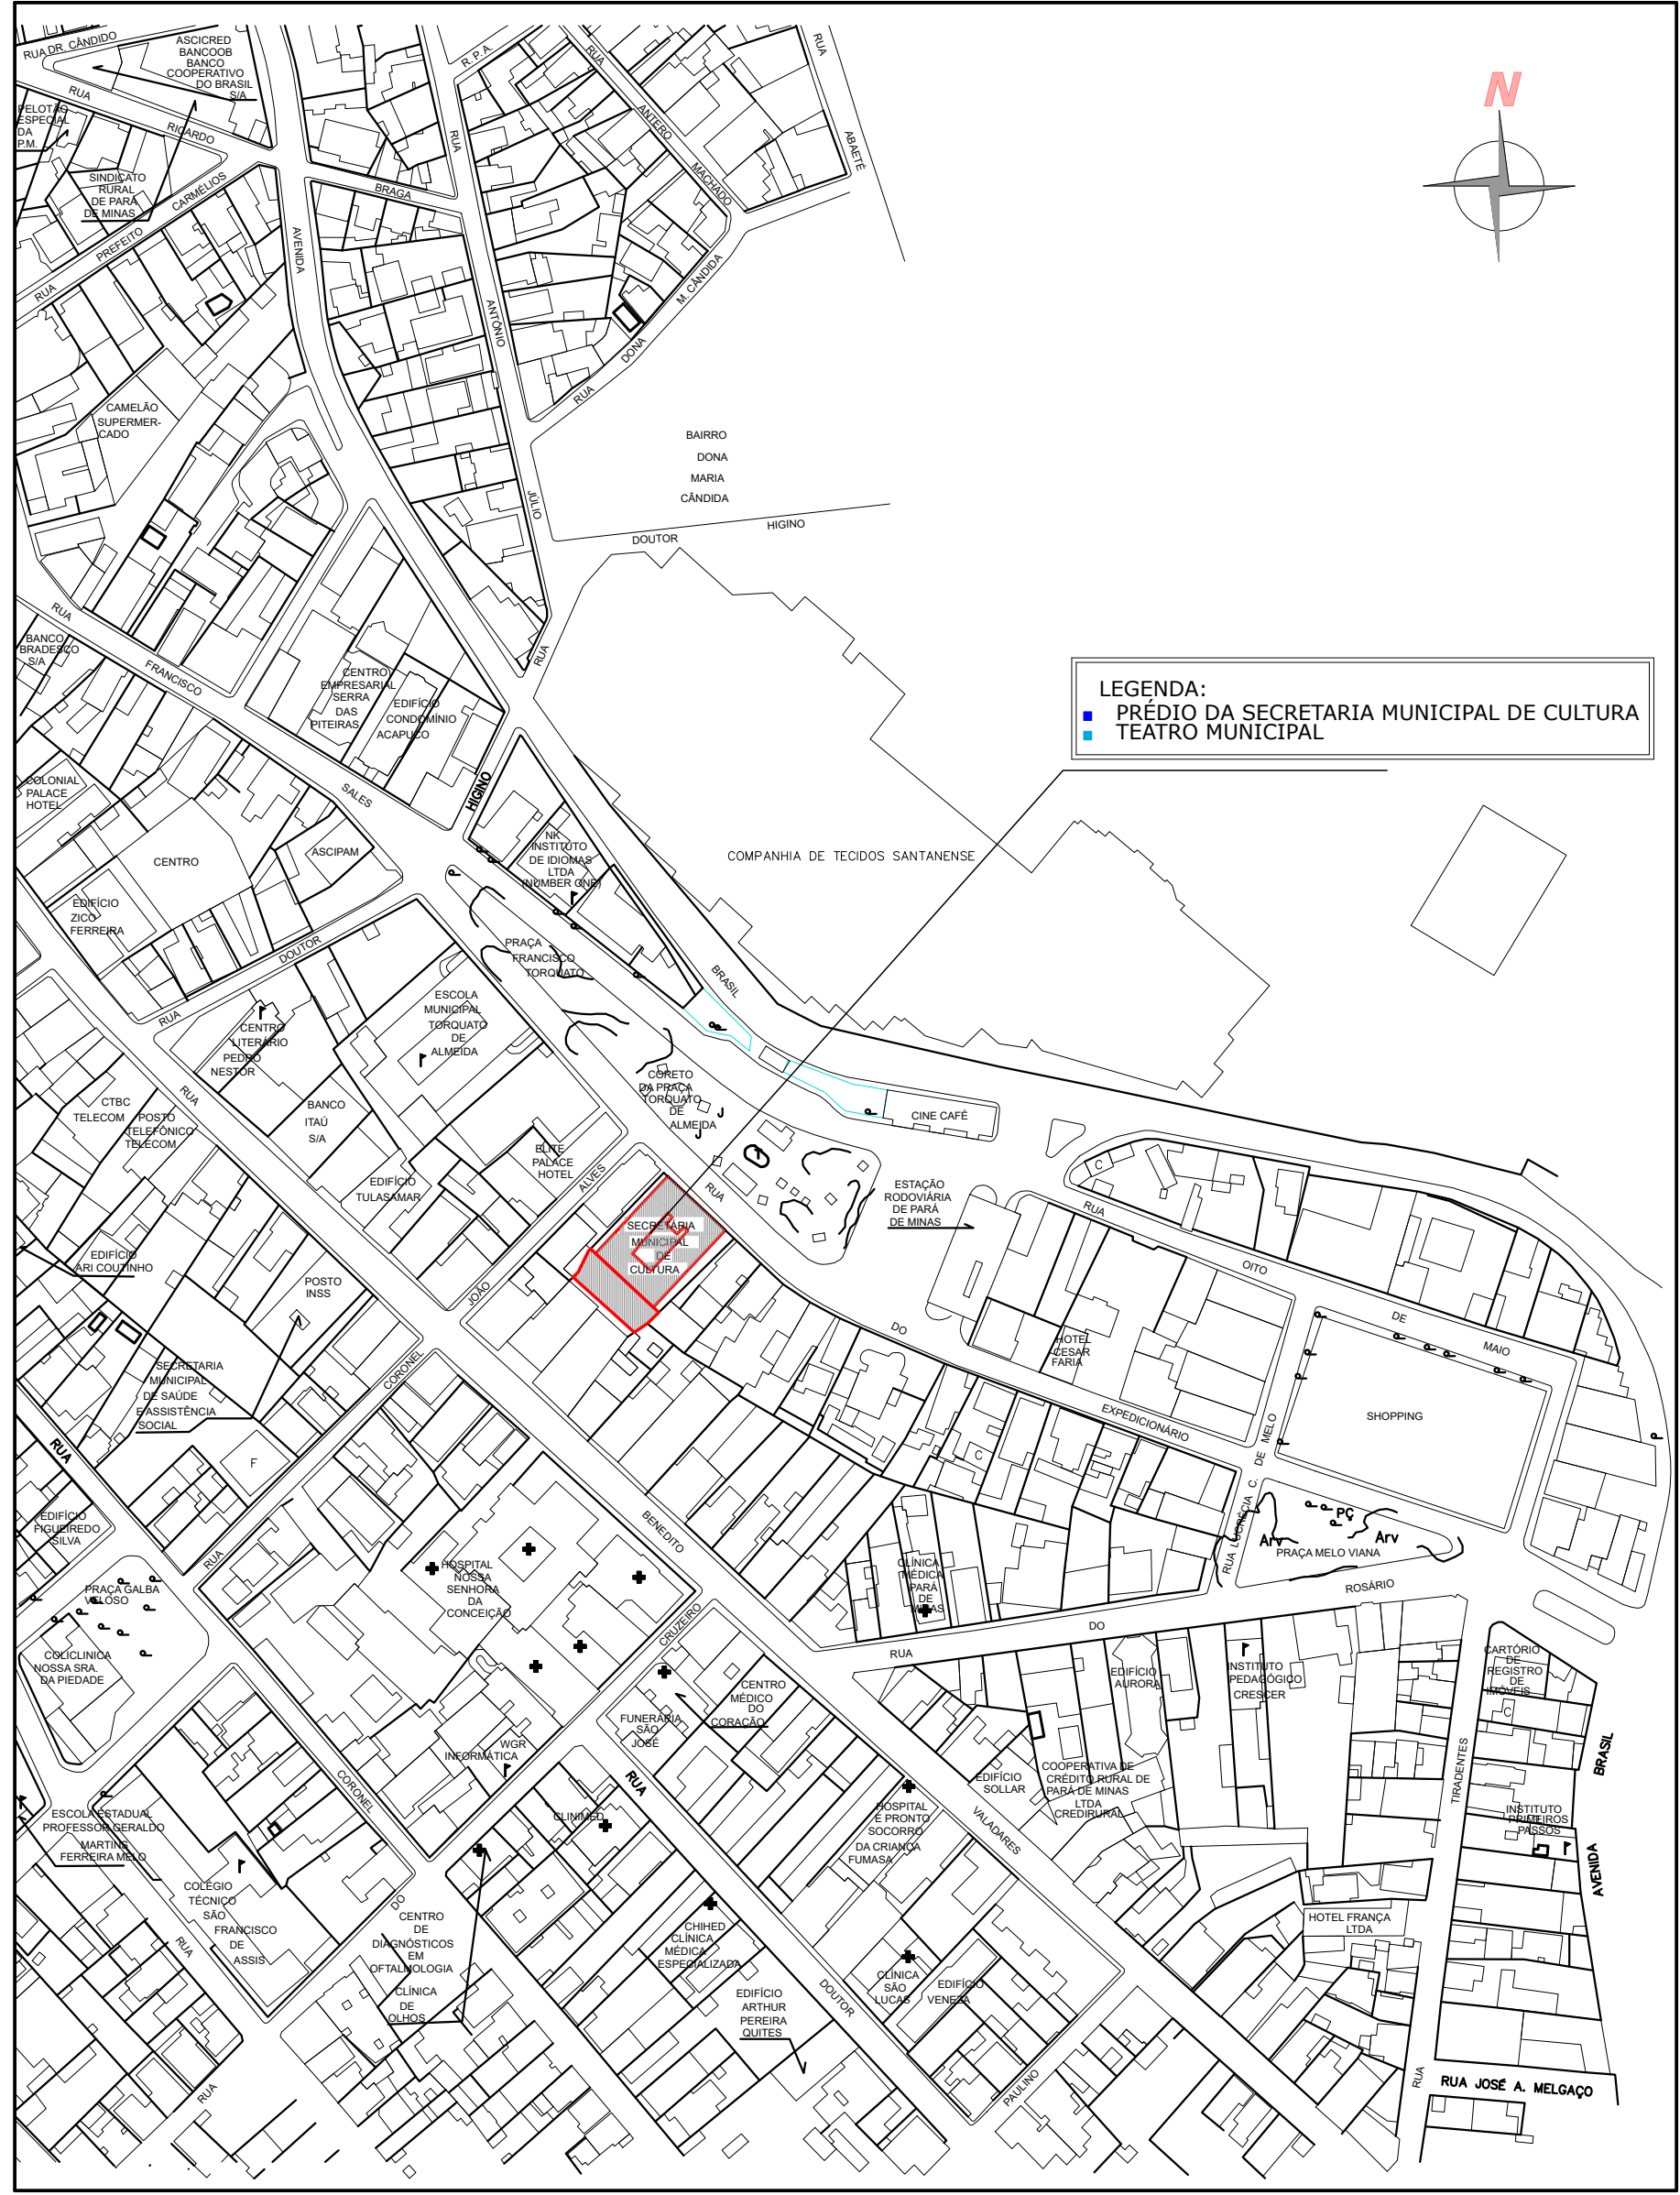 RUA DR. CÂNDIDO
ASCICRED
BANCOOB
BANCO
COOPERATIVO
DO BRASIL
S/A
R. P. A.
RUA
RUA
N
RUA
PELOTÃO
ESPECIAL
DA
P.M.
RICARDO
RUA
ANTERO
ABAETÉ
SINDICATO
RURAL
DE PARÁ
DE MINAS
CARMÉLIOS
BRAGA
MACHADO
PREFEITO
AVENIDA
RUA
M. CÂNDIDA
ANTÔNIO
DONA
RUA
CAMELÃO
SUPERMER-
CADO
BAIRRO
DONA
MARIA
CÂNDIDA
JÚLIO
HIGINO
DOUTOR
RUA
BANCO
BRADESCO
S/A
FRANCISCO
RUA
CENTRO
EMPRESARIAL
SERRA
DAS
PITEIRAS
EDIFÍCIO
CONDOMÍNIO
ACAPUCO
LEGENDA:
PRÉDIO DA SECRETARIA MUNICIPAL DE CULTURA
TEATRO MUNICIPAL
COLONIAL
PALACE
HOTEL
SALES
HIGINO
CENTRO
ASCIPAM
NK
INSTITUTO
DE IDIOMAS
LTDA
(NUMBER ONE)
COMPANHIA DE TECIDOS SANTANENSE
EDIFÍCIO
ZICO
FERREIRA
DOUTOR
RUA
PRAÇA
FRANCISCO
TORQUATO
BRASIL
ESCOLA
MUNICIPAL
TORQUATO
DE
ALMEIDA
CENTRO
LITERÁRIO
PEDRO
NESTOR
RUA
CTBC
TELECOM
POSTO
TELEFÔNICO
TELECOM
BANCO
ITAÚ
S/A
CORETO
DA PRAÇA
TORQUATO
DE
ALMEIDA
CINE CAFÉ
ELITE
PALACE
HOTEL
ALVES
EDIFÍCIO
TULASAMAR
RUA
ESTAÇÃO
RODOVIÁRIA
DE PARÁ
DE MINAS
C
RUA
SECRETARIA
MUNICIPAL
DE
CULTURA
EDIFÍCIO
ARI COUTINHO
POSTO
INSS
JOÃO
OITO
DE
MAIO
DO
HOTEL
CESAR
FARIA
CORONEL
SECRETARIA
MUNICIPAL
DE SAÚDE
E ASSISTÊNCIA
SOCIAL
EXPEDICIONÁRIO
SHOPPING
RUA
F
C
RUA LUCRÉCIA C. DE MELO
EDIFÍCIO
FIGUEIREDO
SILVA
BENEDITO
PÇ
Arv
Arv
PRAÇA MELO VIANA
RUA
HOSPITAL
NOSSA
SENHORA
DA
CONCEIÇÃO
CLÍNICA
MÉDICA
PARÁ
DE
MINAS
PRAÇA GALBA
VELOSO
ROSÁRIO
CRUZEIRO
DO
RUA
COLICLINICA
NOSSA SRA.
DA PIEDADE
EDIFÍCIO
AURORA
INSTITUTO
PEDAGÓGICO
CRESCER
CARTÓRIO
DE
REGISTRO
DE
IMÓVEIS
C
CENTRO
MÉDICO
DO
CORAÇÃO
FUNERÁRIA
SÃO
JOSÉ
WGR
INFORMÁTICA
BRASIL
CORONEL
RUA
EDIFÍCIO
SOLLAR
COOPERATIVA DE
CRÉDITO RURAL DE
PARÁ DE MINAS
LTDA
CREDIRURAL
TIRADENTES
ESCOLA ESTADUAL
PROFESSOR GERALDO
MARTINS
FERREIRA MELO
CLINIMED
HOSPITAL
E PRONTO
SOCORRO
DA CRIANÇA
FUMASA
VALADARES
INSTITUTO
PRIMEIROS
PASSOS
AVENIDA
COLÉGIO
TÉCNIÇO
SÃO
FRANCISCO
DE
ASSIS
DO
CENTRO
DE
DIAGNÓSTICOS
EM
OFTALMOLOGIA
CLÍNICA
DE
OLHOS
CHIHED
CLÍNICA
MÉDICA
ESPECIALIZADA
HOTEL FRANÇA
LTDA
RUA
CLÍNICA
SÃO
LUCAS
EDIFÍCIO
VENEZA
DOUTOR
EDIFÍCIO
ARTHUR
PEREIRA
QUITES
PAULINO
RUA
RUA
RUA JOSÉ A. MELGAÇO